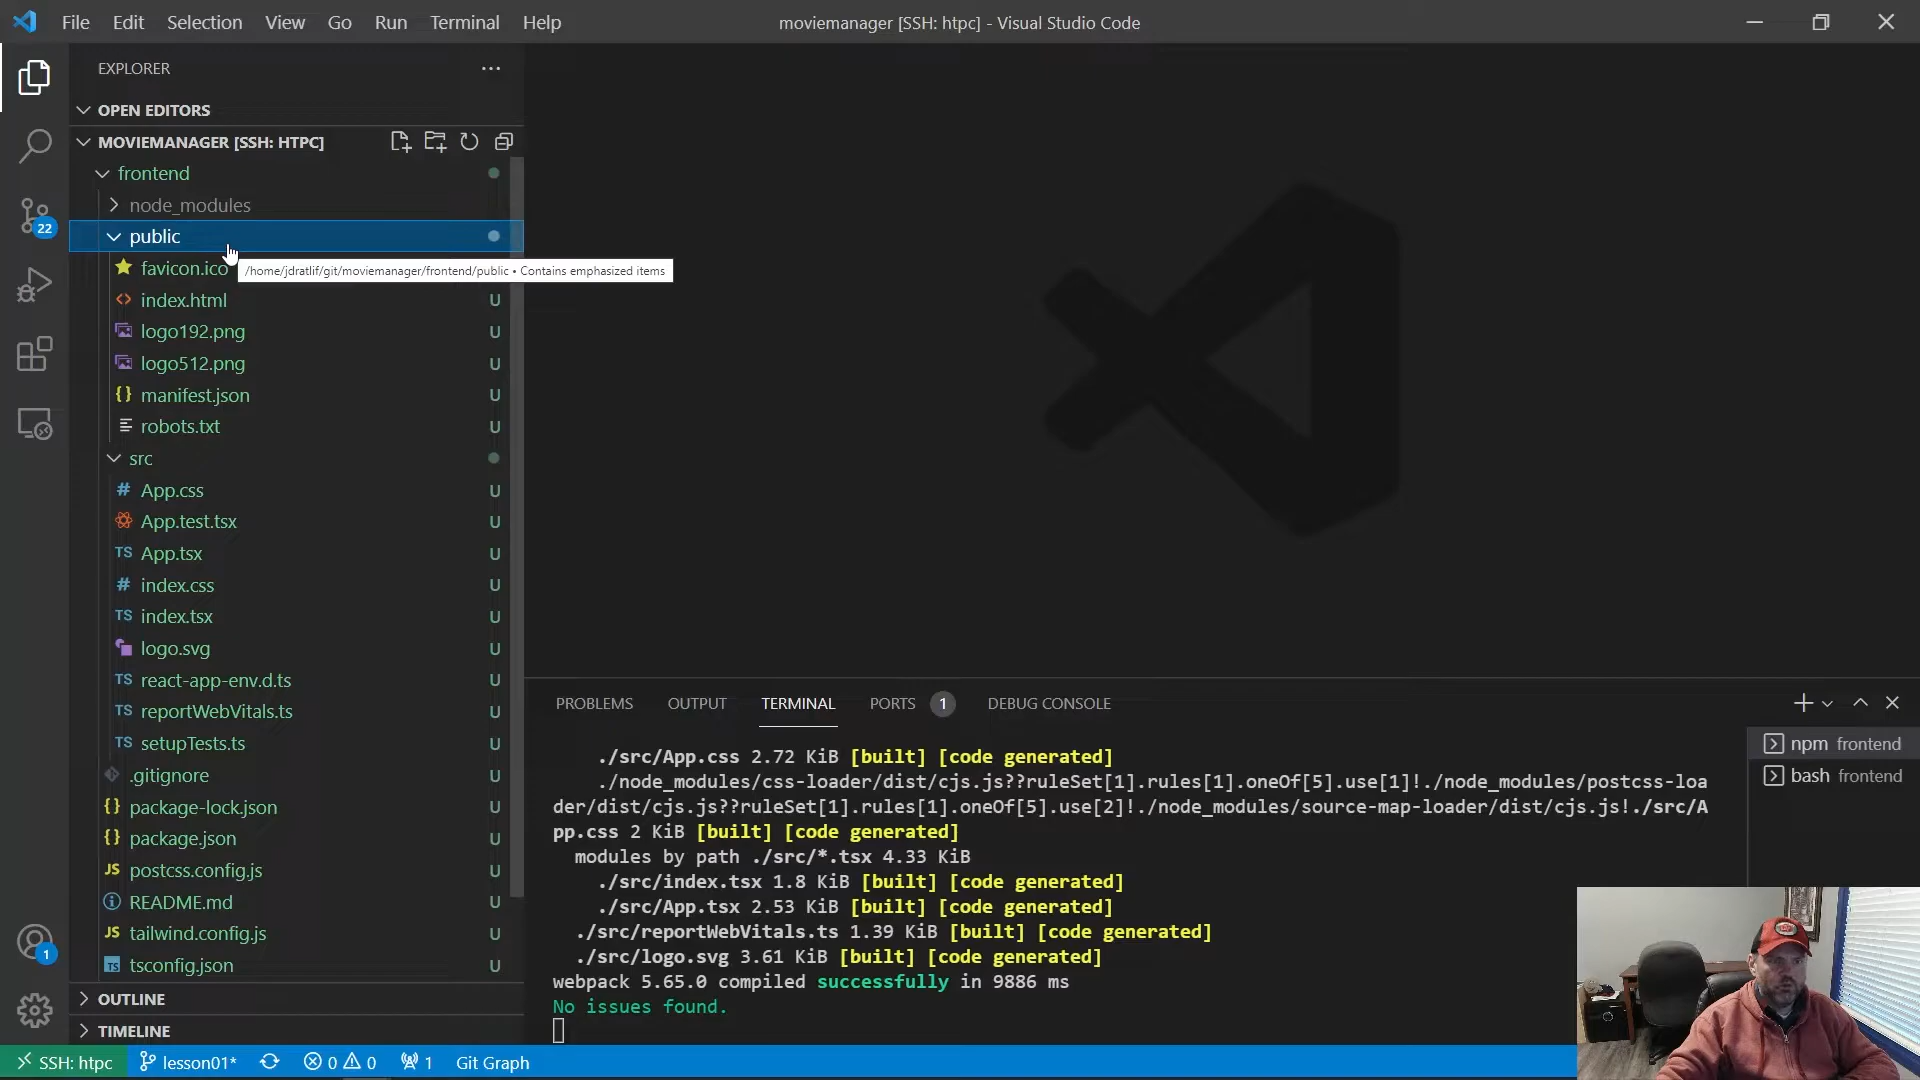 File Edit Selection View Go Run Terminal Help
moviemanager [SSH: htpc] - Visual Studio Code
EXPLORER
OPEN EDITORS
MOVIEMANAGER [SSH: HTPC]
frontend
node_modules
public
favicon.ico
/home/jdratlif/git/moviemanager/frontend/public • Contains emphasized items
index.html U
logo192.png U
logo512.png U
manifest.json U
robots.txt U
src
App.css U
App.test.tsx U
App.tsx U
index.css U
index.tsx U
logo.svg U
react-app-env.d.ts U
reportWebVitals.ts U
setupTests.ts U
.gitignore U
package-lock.json U
package.json U
postcss.config.js U
README.md U
tailwind.config.js U
tsconfig.json U
OUTLINE
TIMELINE
22
1
PROBLEMS OUTPUT TERMINAL PORTS 1 DEBUG CONSOLE
./src/App.css 2.72 KiB [built] [code generated]
./node_modules/css-loader/dist/cjs.js??ruleSet[1].rules[1].oneOf[5].use[1]!./node_modules/postcss-loa
der/dist/cjs.js??ruleSet[1].rules[1].oneOf[5].use[2]!./node_modules/source-map-loader/dist/cjs.js!./src/A
pp.css 2 KiB [built] [code generated]
modules by path ./src/*.tsx 4.33 KiB
./src/index.tsx 1.8 KiB [built] [code generated]
./src/App.tsx 2.53 KiB [built] [code generated]
./src/reportWebVitals.ts 1.39 KiB [built] [code generated]
./src/logo.svg 3.61 KiB [built] [code generated]
webpack 5.65.0 compiled successfully in 9886 ms
No issues found.
npm frontend
bash frontend
SSH: htpc lesson01* 0 0 1 Git Graph